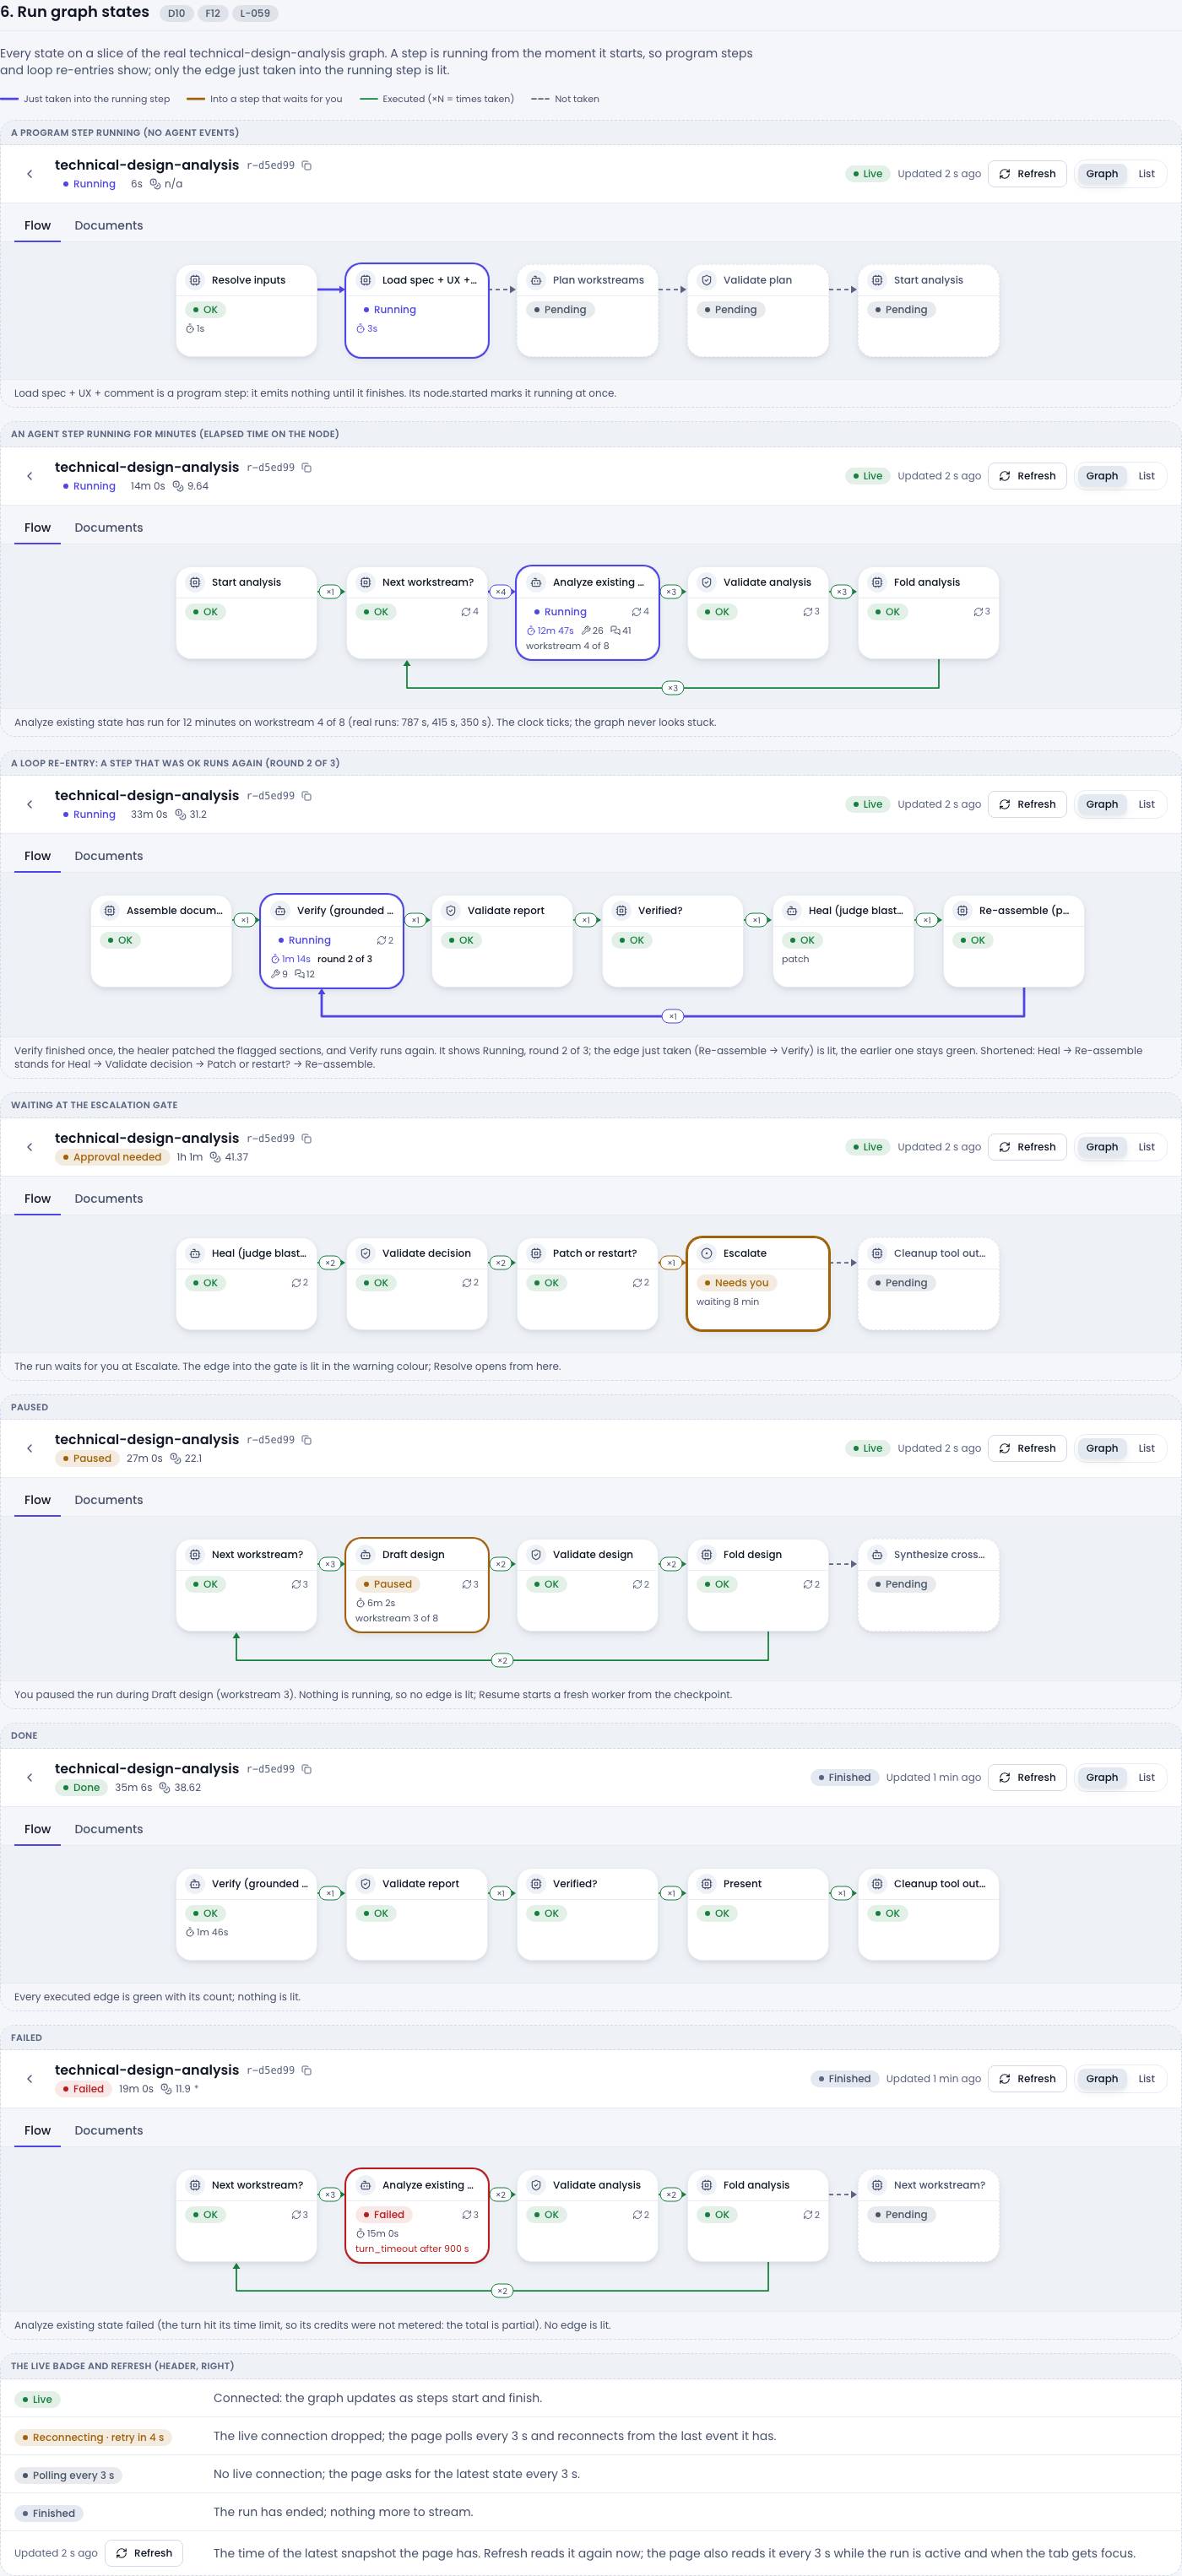 6. Run graph states D10 F12 L-059
Every state on a slice of the real technical-design-analysis graph. A step is running from the moment it starts, so program steps
and loop re-entries show; only the edge just taken into the running step is lit.
Just taken into the running step Into a step that waits for you Executed (×N = times taken) Not taken
A PROGRAM STEP RUNNING (NO AGENT EVENTS)
technical-design-analysis r-d5ed99
Running 6s n/a
Live Updated 2 s ago Refresh Graph List
Flow Documents
Resolve inputs Load spec + UX +… Plan workstreams Validate plan Start analysis
OK Running Pending Pending Pending
1s 3s
Load spec + UX + comment is a program step: it emits nothing until it finishes. Its node.started marks it running at once.
AN AGENT STEP RUNNING FOR MINUTES (ELAPSED TIME ON THE NODE)
technical-design-analysis r-d5ed99
Running 14m 0s 9.64
Live Updated 2 s ago Refresh Graph List
Flow Documents
Start analysis Next workstream? Analyze existing … Validate analysis Fold analysis
×1 ×4 ×3 ×3
OK OK 4 Running 4 OK 3 OK 3
12m 47s 26 41
workstream 4 of 8
×3
Analyze existing state has run for 12 minutes on workstream 4 of 8 (real runs: 787 s, 415 s, 350 s). The clock ticks; the graph never looks stuck.
A LOOP RE-ENTRY: A STEP THAT WAS OK RUNS AGAIN (ROUND 2 OF 3)
technical-design-analysis r-d5ed99
Running 33m 0s 31.2
Live Updated 2 s ago Refresh Graph List
Flow Documents
Assemble docum… Verify (grounded … Validate report Verified? Heal (judge blast… Re-assemble (p…
×1 ×1 ×1 ×1 ×1
OK Running 2 OK OK OK OK
1m 14s round 2 of 3 patch
9 12
×1
Verify finished once, the healer patched the flagged sections, and Verify runs again. It shows Running, round 2 of 3; the edge just taken (Re-assemble → Verify) is lit, the earlier one stays green. Shortened: Heal → Re-assemble
stands for Heal → Validate decision → Patch or restart? → Re-assemble.
WAITING AT THE ESCALATION GATE
technical-design-analysis r-d5ed99
Approval needed 1h 1m 41.37
Live Updated 2 s ago Refresh Graph List
Flow Documents
Heal (judge blast… Validate decision Patch or restart? Escalate Cleanup tool out…
×2 ×2 ×1
OK 2 OK 2 OK 2 Needs you Pending
waiting 8 min
The run waits for you at Escalate. The edge into the gate is lit in the warning colour; Resolve opens from here.
PAUSED
technical-design-analysis r-d5ed99
Paused 27m 0s 22.1
Live Updated 2 s ago Refresh Graph List
Flow Documents
Next workstream? Draft design Validate design Fold design Synthesize cross…
×3 ×2 ×2
OK 3 Paused 3 OK 2 OK 2 Pending
6m 2s
workstream 3 of 8
×2
You paused the run during Draft design (workstream 3). Nothing is running, so no edge is lit; Resume starts a fresh worker from the checkpoint.
DONE
technical-design-analysis r-d5ed99
Done 35m 6s 38.62
Finished Updated 1 min ago Refresh Graph List
Flow Documents
Verify (grounded … Validate report Verified? Present Cleanup tool out…
×1 ×1 ×1 ×1
OK OK OK OK OK
1m 46s
Every executed edge is green with its count; nothing is lit.
FAILED
technical-design-analysis r-d5ed99
Failed 19m 0s 11.9 *
Finished Updated 1 min ago Refresh Graph List
Flow Documents
Next workstream? Analyze existing … Validate analysis Fold analysis Next workstream?
×3 ×2 ×2
OK 3 Failed 3 OK 2 OK 2 Pending
15m 0s
turn_timeout after 900 s
×2
Analyze existing state failed (the turn hit its time limit, so its credits were not metered: the total is partial). No edge is lit.
THE LIVE BADGE AND REFRESH (HEADER, RIGHT)
Live Connected: the graph updates as steps start and finish.
Reconnecting · retry in 4 s The live connection dropped; the page polls every 3 s and reconnects from the last event it has.
Polling every 3 s No live connection; the page asks for the latest state every 3 s.
Finished The run has ended; nothing more to stream.
Updated 2 s ago Refresh The time of the latest snapshot the page has. Refresh reads it again now; the page also reads it every 3 s while the run is active and when the tab gets focus.